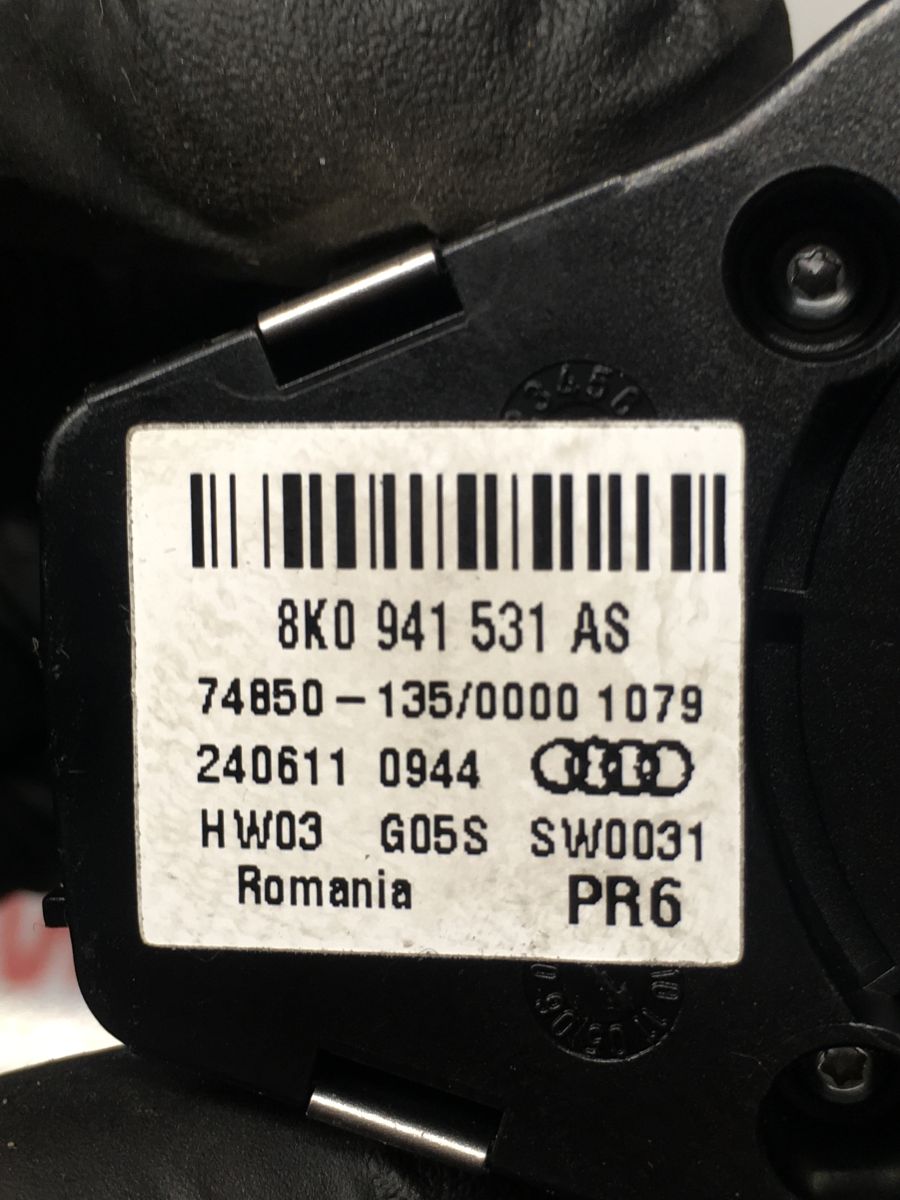 8K0 941 531 AS
74850-135/0000 1079
240611 0944
HW03 G05S SW0031
Romania PR6